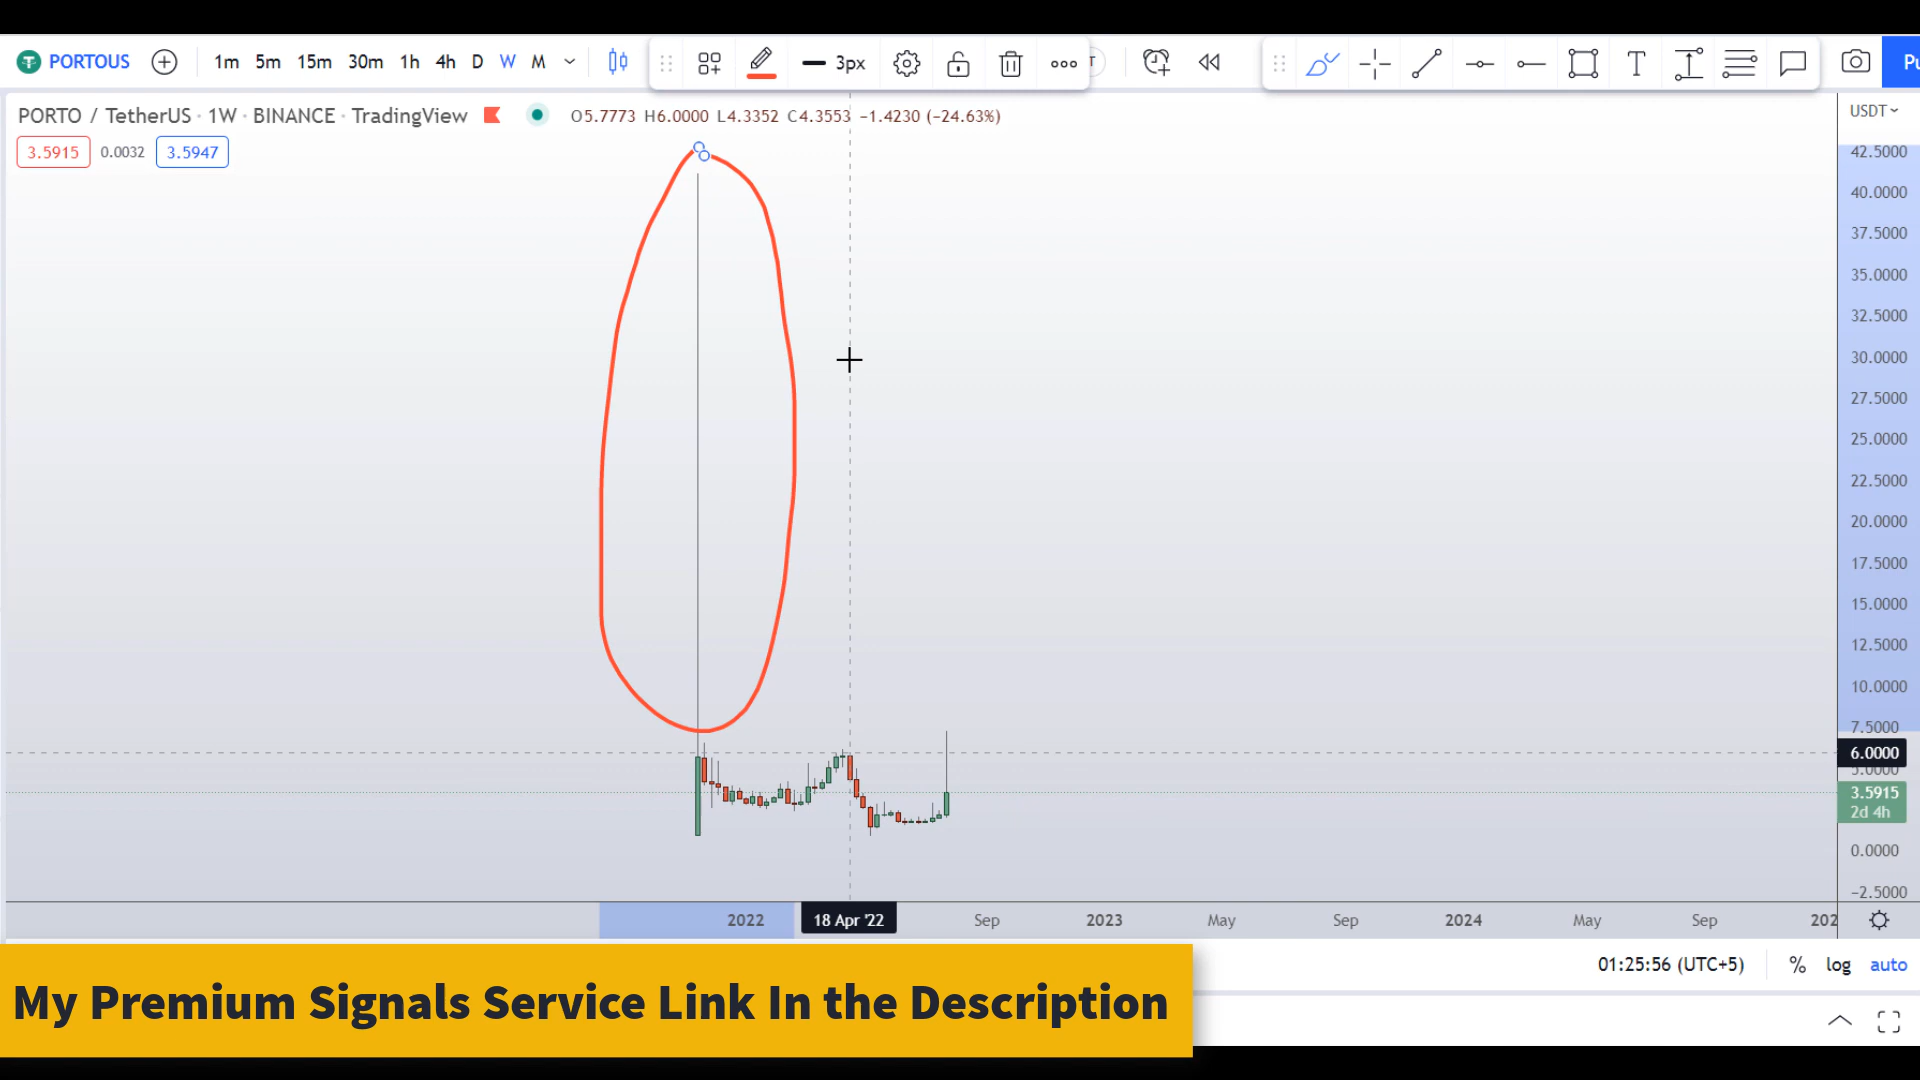 PORTOUS 1m 5m 15m 30m 1h 4h D W M 3px T T Pu
PORTO / TetherUS · 1W · BINANCE · TradingView O5.7773 H6.0000 L4.3352 C4.3553 −1.4230 (−24.63%) USDT
3.5915 0.0032 3.5947
42.5000
40.0000
37.5000
35.0000
32.5000
30.0000
27.5000
25.0000
22.5000
20.0000
17.5000
15.0000
12.5000
10.0000
7.5000
6.0000
5.0000
3.5915
2d 4h
0.0000
−2.5000
2022 18 Apr '22 Sep 2023 May Sep 2024 May Sep 202
01:25:56 (UTC+5) % log auto
My Premium Signals Service Link In the Description